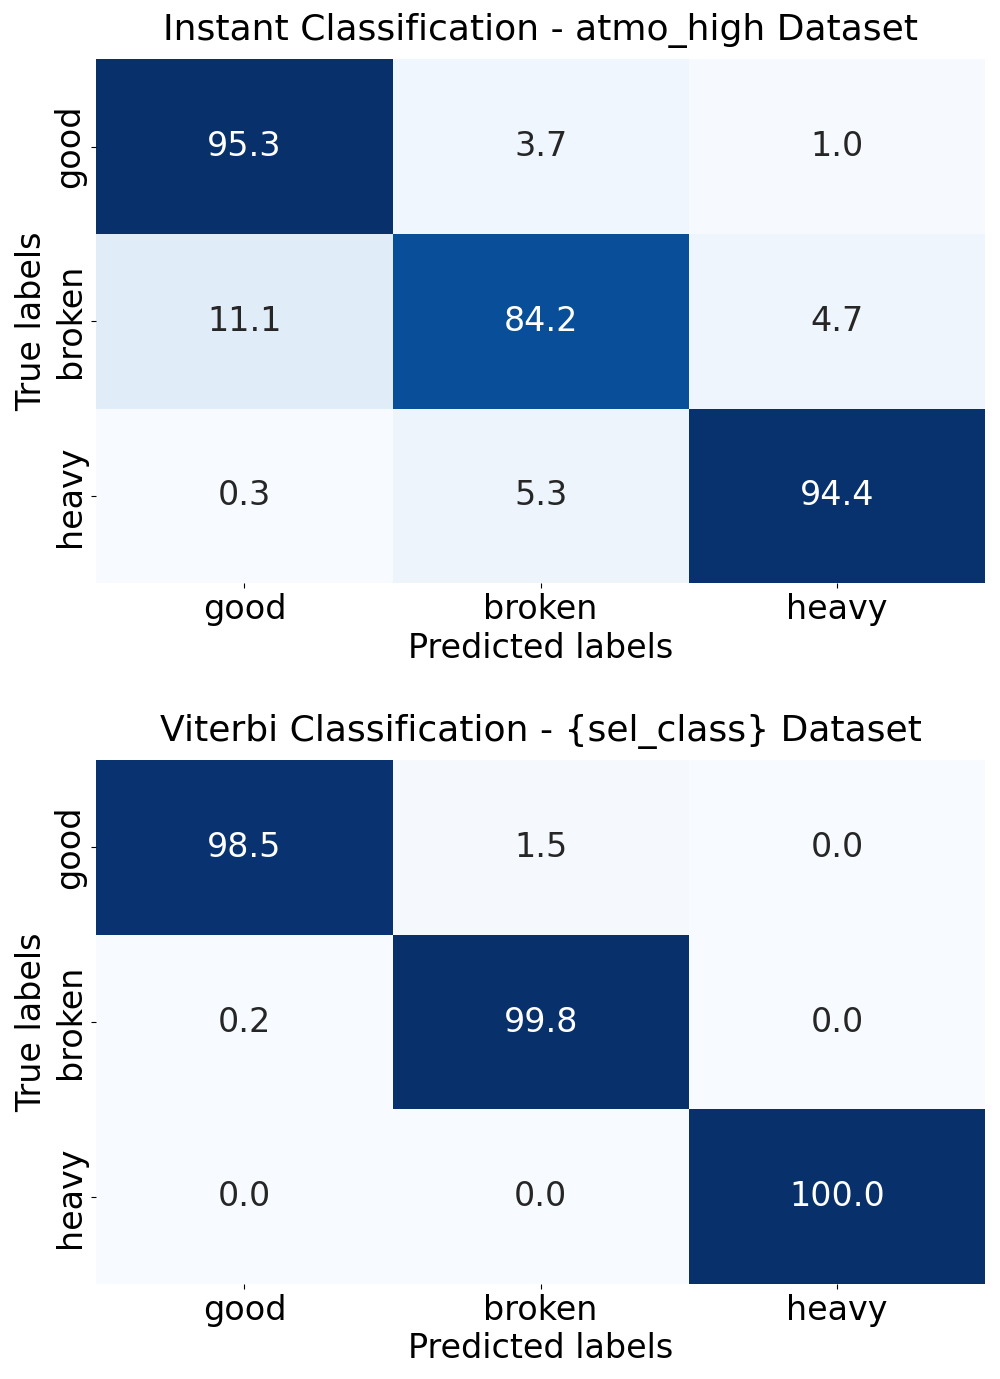 Instant Classification - atmo_high Dataset
True labels
good
95.3 3.7 1.0
broken
11.1 84.2 4.7
heavy
0.3 5.3 94.4
good broken heavy
Predicted labels
Viterbi Classification - {sel_class} Dataset
True labels
good
98.5 1.5 0.0
broken
0.2 99.8 0.0
heavy
0.0 0.0 100.0
good broken heavy
Predicted labels